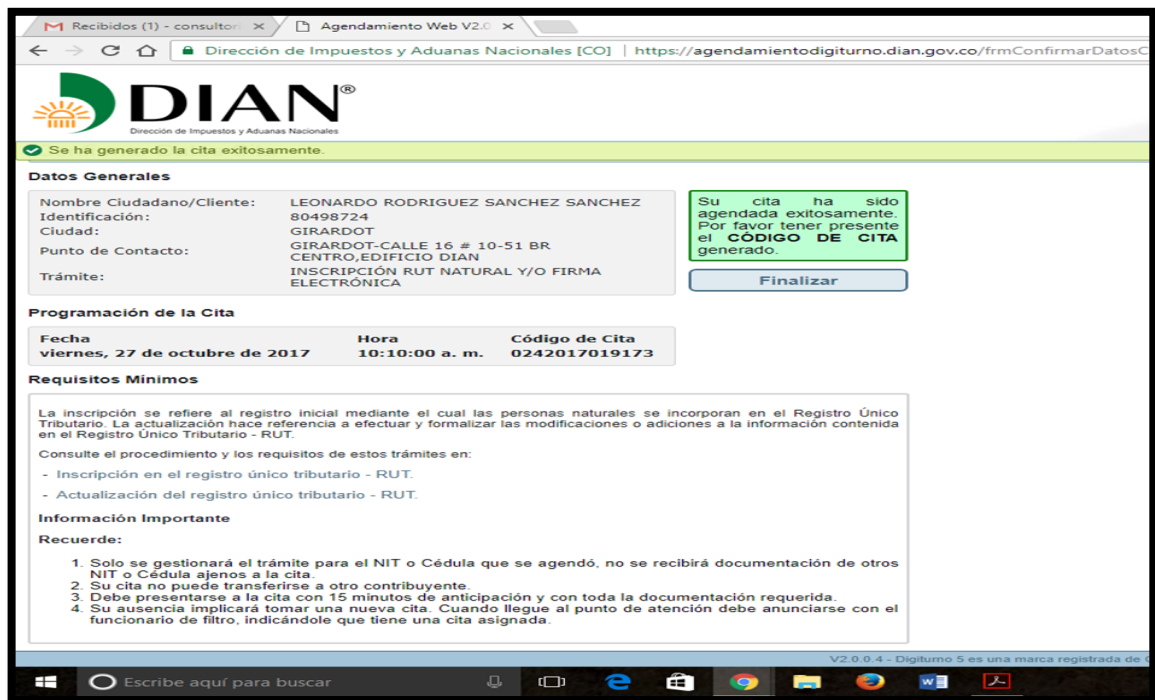 Recibidos (1) - consultor
Agendamiento Web V2.0
Dirección de Impuestos y Aduanas Nacionales [CO] | https://agendamientodigiturno.dian.gov.co/frmConfirmarDatosC
DIAN®
Dirección de Impuestos y Aduanas Nacionales
Se ha generado la cita exitosamente.
Datos Generales
Nombre Ciudadano/Cliente: LEONARDO RODRIGUEZ SANCHEZ SANCHEZ
Identificación: 80498724
Ciudad: GIRARDOT
Punto de Contacto: GIRARDOT-CALLE 16 # 10-51 BR
CENTRO,EDIFICIO DIAN
Trámite: INSCRIPCIÓN RUT NATURAL Y/O FIRMA
ELECTRÓNICA
Su cita ha sido
agendada exitosamente.
Por favor tener presente
el CÓDIGO DE CITA
generado.
Finalizar
Programación de la Cita
Fecha Hora Código de Cita
viernes, 27 de octubre de 2017 10:10:00 a. m. 0242017019173
Requisitos Mínimos
La inscripción se refiere al registro inicial mediante el cual las personas naturales se incorporan en el Registro Único
Tributario. La actualización hace referencia a efectuar y formalizar las modificaciones o adiciones a la información contenida
en el Registro Único Tributario - RUT.
Consulte el procedimiento y los requisitos de estos trámites en:
- Inscripción en el registro único tributario - RUT.
- Actualización del registro único tributario - RUT.
Información Importante
Recuerde:
1. Solo se gestionará el trámite para el NIT o Cédula que se agendó, no se recibirá documentación de otros
NIT o Cédula ajenos a la cita.
2. Su cita no puede transferirse a otro contribuyente.
3. Debe presentarse a la cita con 15 minutos de anticipación y con toda la documentación requerida.
4. Su ausencia implicará tomar una nueva cita. Cuando llegue al punto de atención debe anunciarse con el
funcionario de filtro, indicándole que tiene una cita asignada.
V2.0.0.4 - Digiturno 5 es una marca registrada de
Escribe aquí para buscar